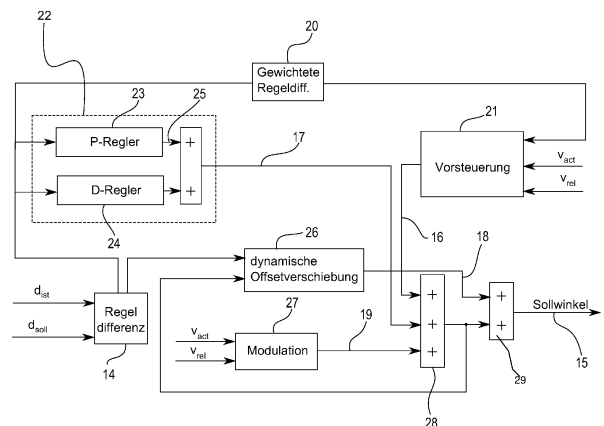 22
20
Gewichtete
Regeldiff.
23
25
P-Regler
+
17
21
Vorsteuerung
v_act
v_rel
D-Regler
+
24
26
16
18
dynamische
Offsetverschiebung
d_ist
d_soll
Regel
differenz
14
27
v_act
v_rel
Modulation
19
+
+
+
28
+
+
29
Sollwinkel
15